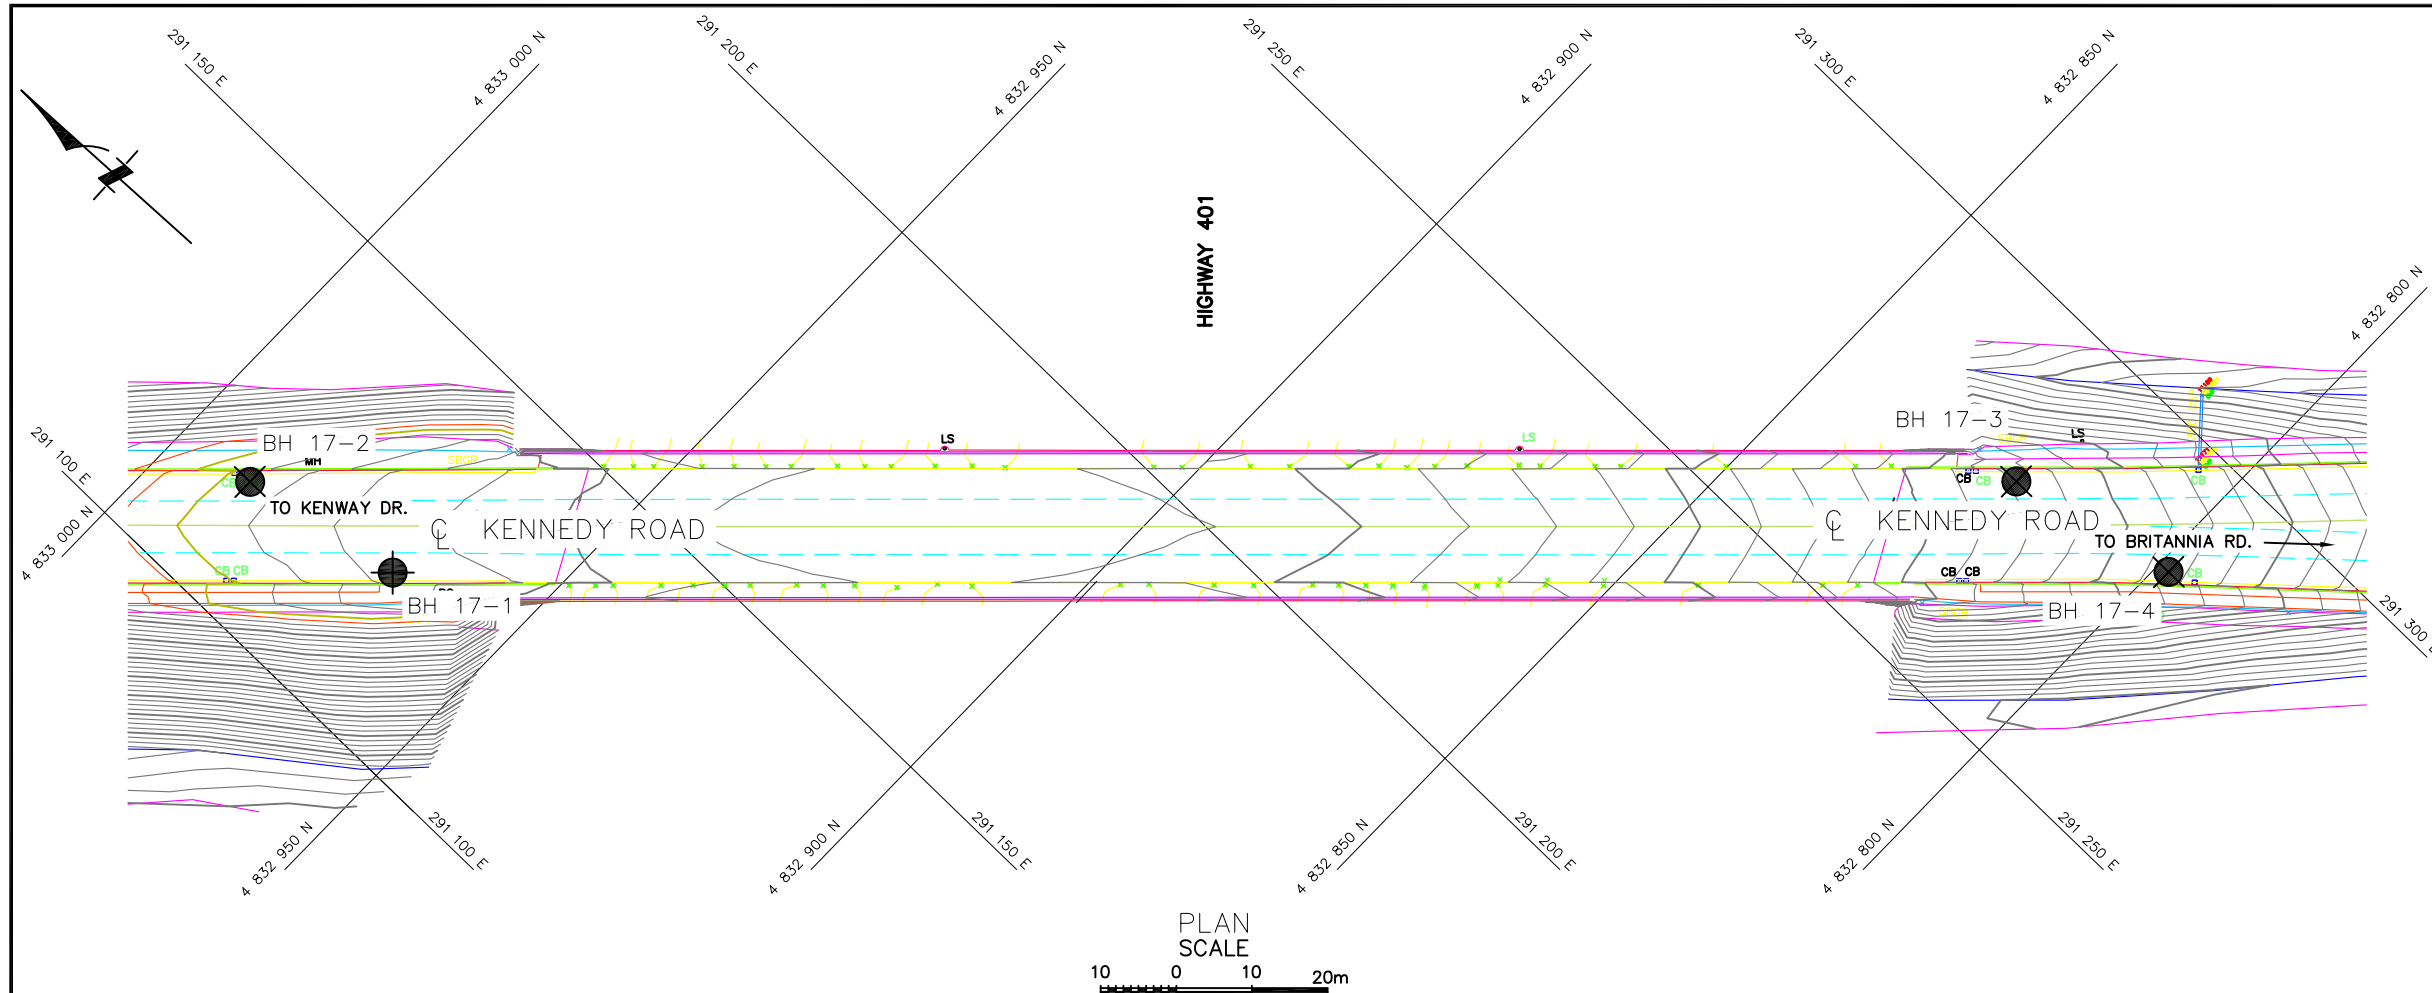 291 150 E
4 833 000 N
291 200 E
4 832 950 N
291 250 E
4 832 900 N
291 300 E
4 832 850 N
4 832 800 N
HIGHWAY 401
291 100 E
4 833 000 N
BH 17-2
MH
SBGR
CB
TO KENWAY DR.
℄ KENNEDY ROAD
CB CB
BH 17-1
LS
LS
BH 17-3
LS
CB CB
CB
℄ KENNEDY ROAD
TO BRITANNIA RD.
CB CB
CB
BH 17-4
291 300 E
4 832 950 N
291 100 E
4 832 900 N
291 150 E
4 832 850 N
291 200 E
4 832 800 N
291 250 E
PLAN
SCALE
10 0 10 20m